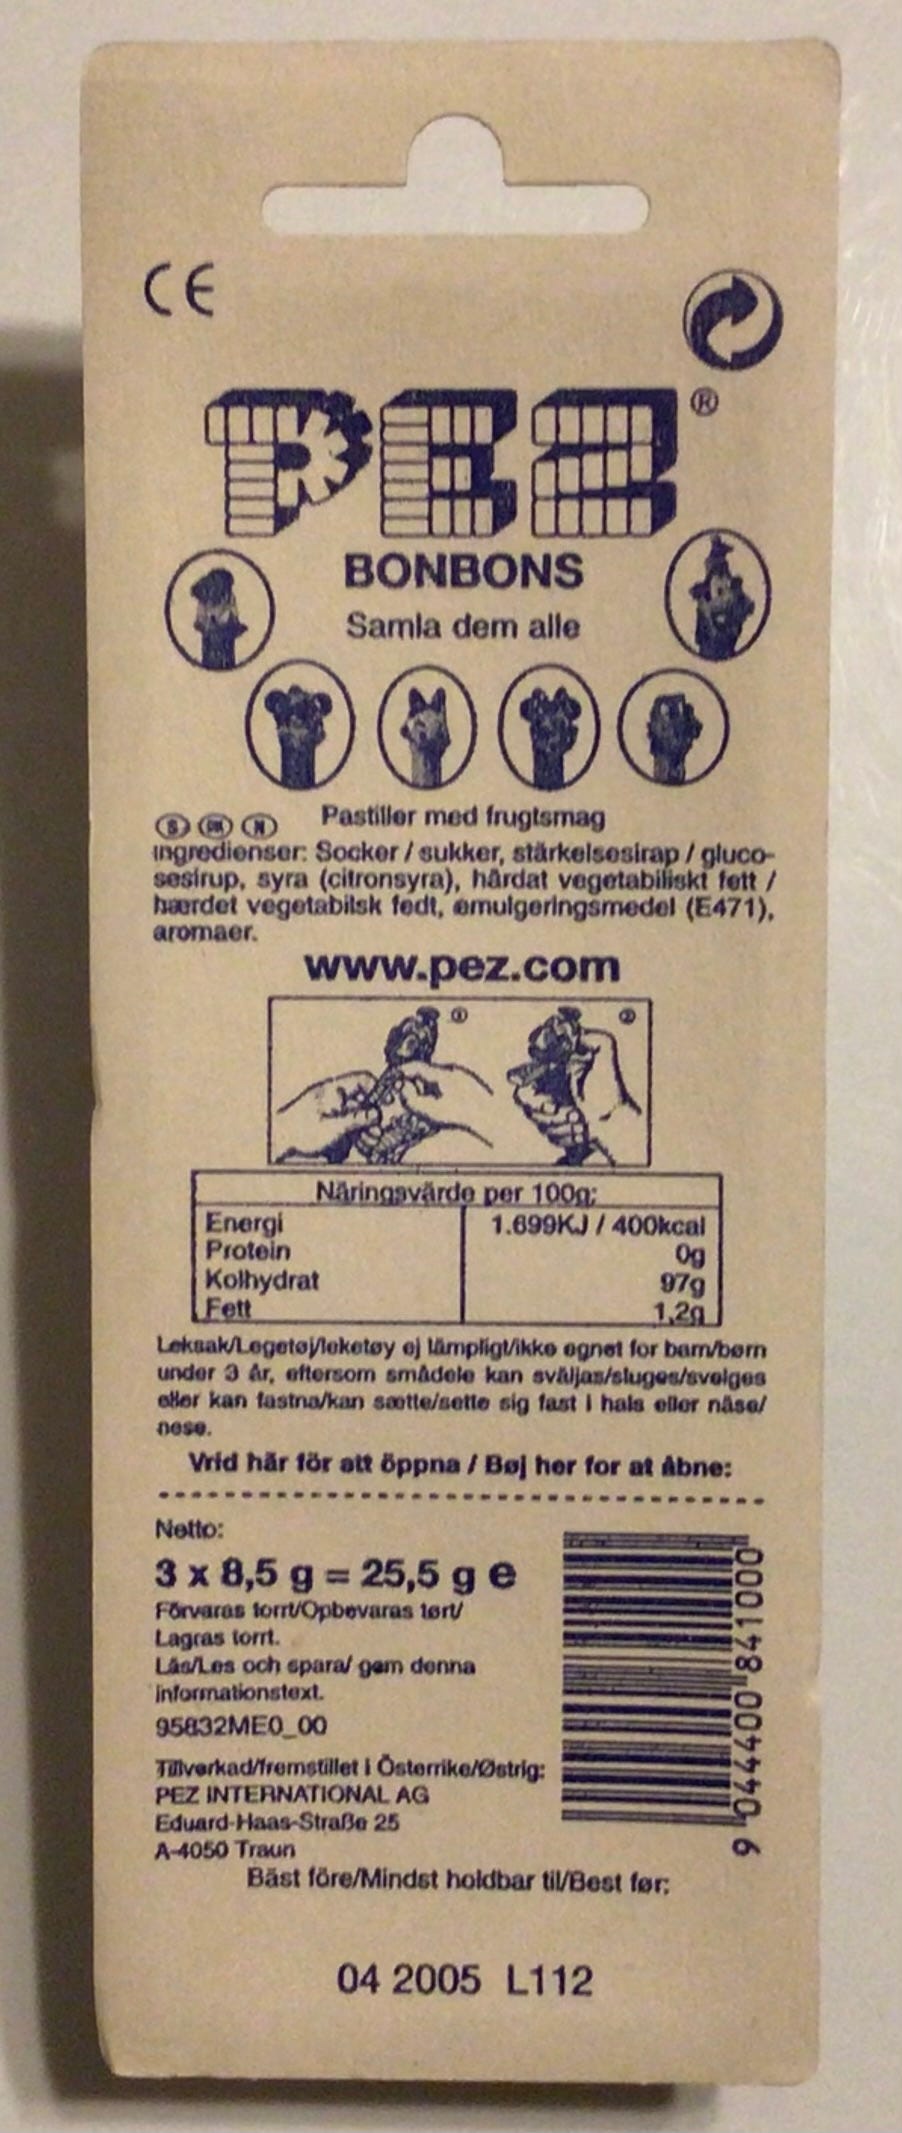 CE
PEZ®
BONBONS
Samla dem alle
S DK N Pastiller med frugtsmag
Ingredienser: Socker / sukker, stärkelsesirap / gluco-
sesirup, syra (citronsyra), härdat vegetabiliskt fett /
hærdet vegetabilsk fedt, emulgeringsmedel (E471),
aromaer.
www.pez.com
1 2
Näringsvärde per 100g:
Energi 1.699KJ / 400kcal
Protein 0g
Kolhydrat 97g
Fett 1,2g
Leksak/Legetøj/leketøy ej lämpligt/ikke egnet for barn/børn
under 3 år, eftersom smådele kan sväljas/sluges/svelges
eller kan fastna/kan sætte/sette sig fast i hals eller näsa/
nese.
Vrid här för att öppna / Bøj her for at åbne:
Netto:
3 x 8,5 g = 25,5 g e
Förvaras torrt/Opbevaras tørt/
Lagras torrt.
Läs/Les och spara/ gem denna
informationstext.
95832ME0_00
Tillverkad/fremstillet i Österrike/Østrig:
PEZ INTERNATIONAL AG
Eduard-Haas-Straße 25
A-4050 Traun
9 044400 841000
Bäst före/Mindst holdbar til/Best før:
04 2005 L112